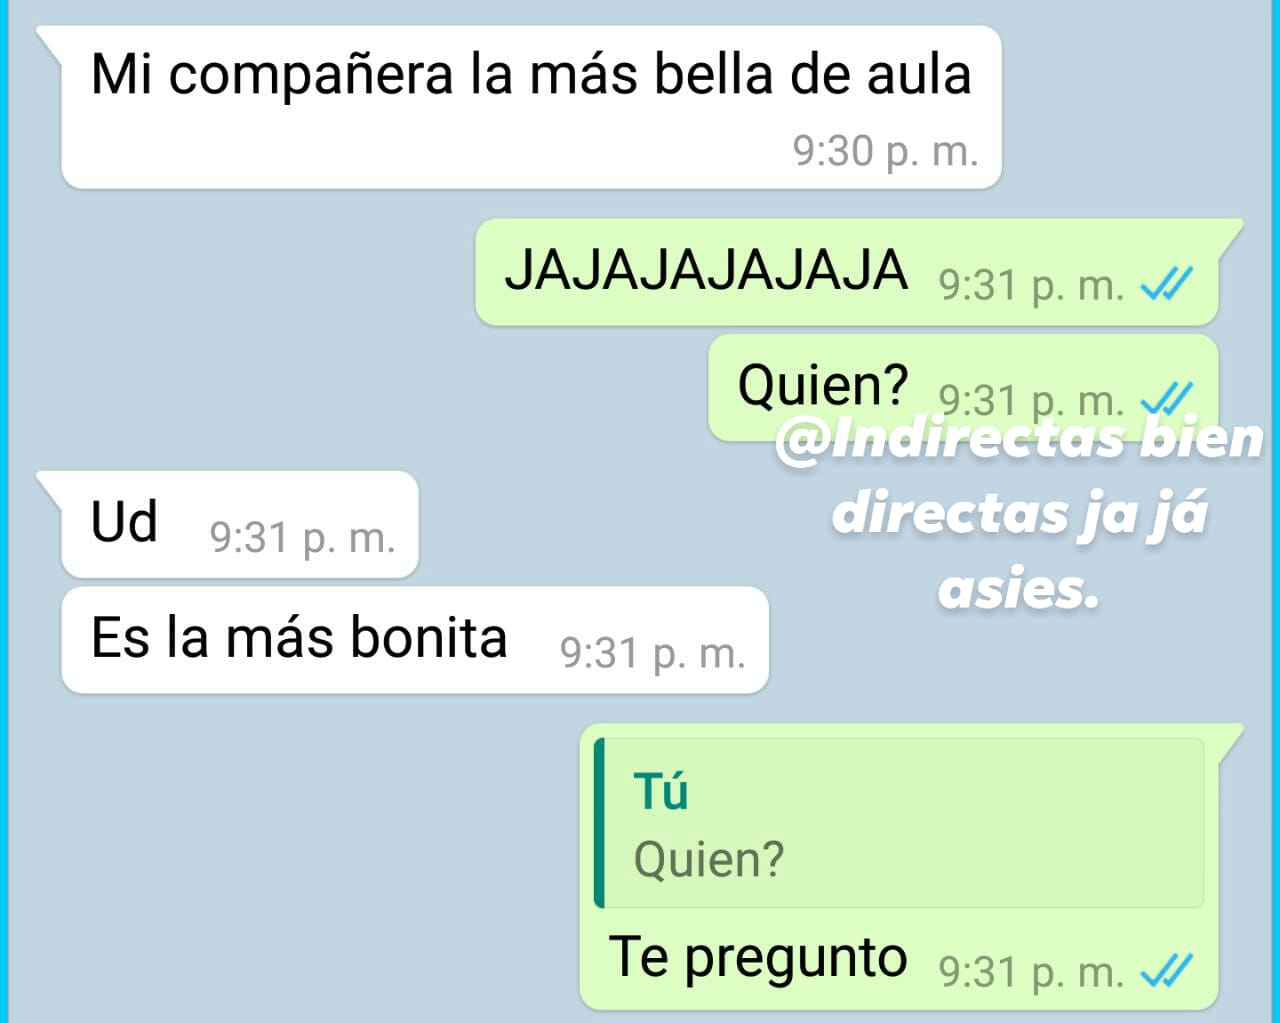 Mi compañera la más bella de aula
9:30 p. m.
JAJAJAJAJAJA 9:31 p. m.
Quien? 9:31 p. m.
@Indirectas bien
directas ja já
asies.
Ud 9:31 p. m.
Es la más bonita 9:31 p. m.
Tú
Quien?
Te pregunto 9:31 p. m.